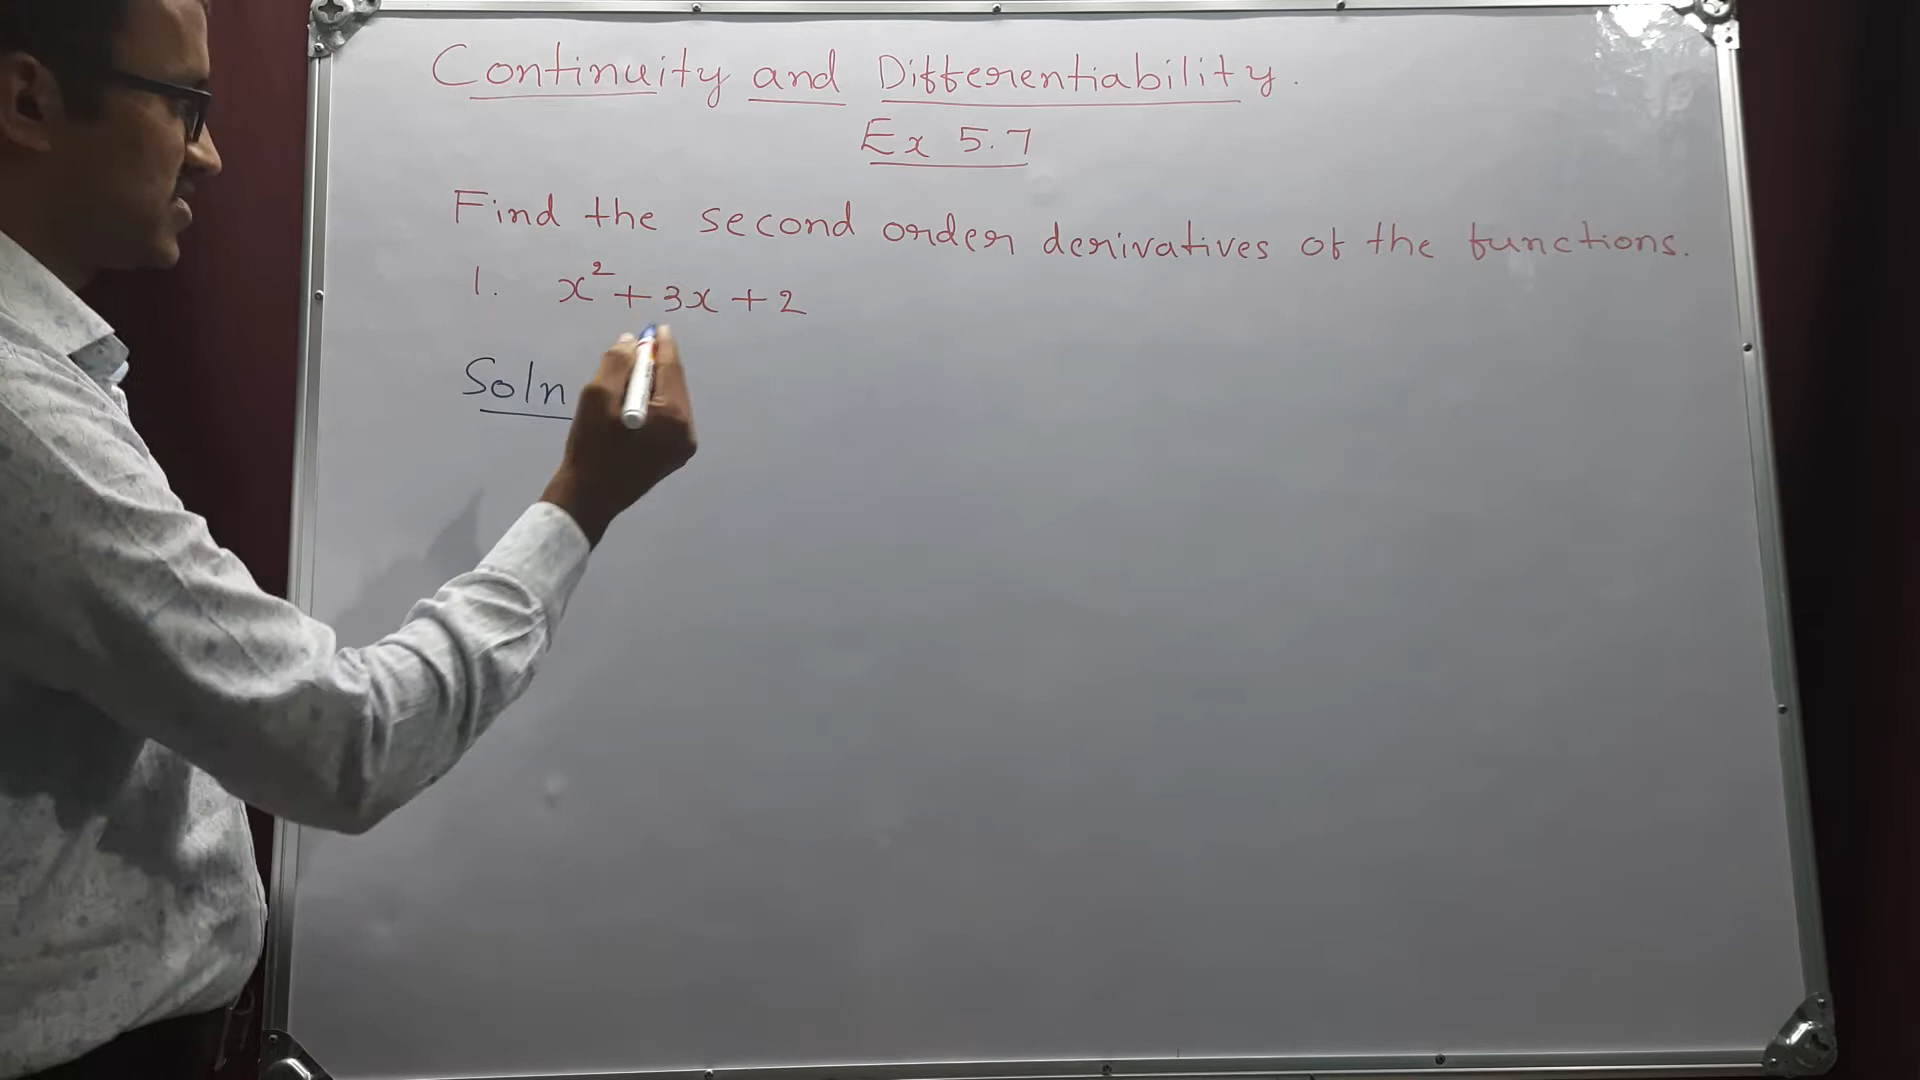 Continuity and Differentiability.
Ex 5.7
Find the second order derivatives of the functions.
1. x² + 3x + 2
Soln